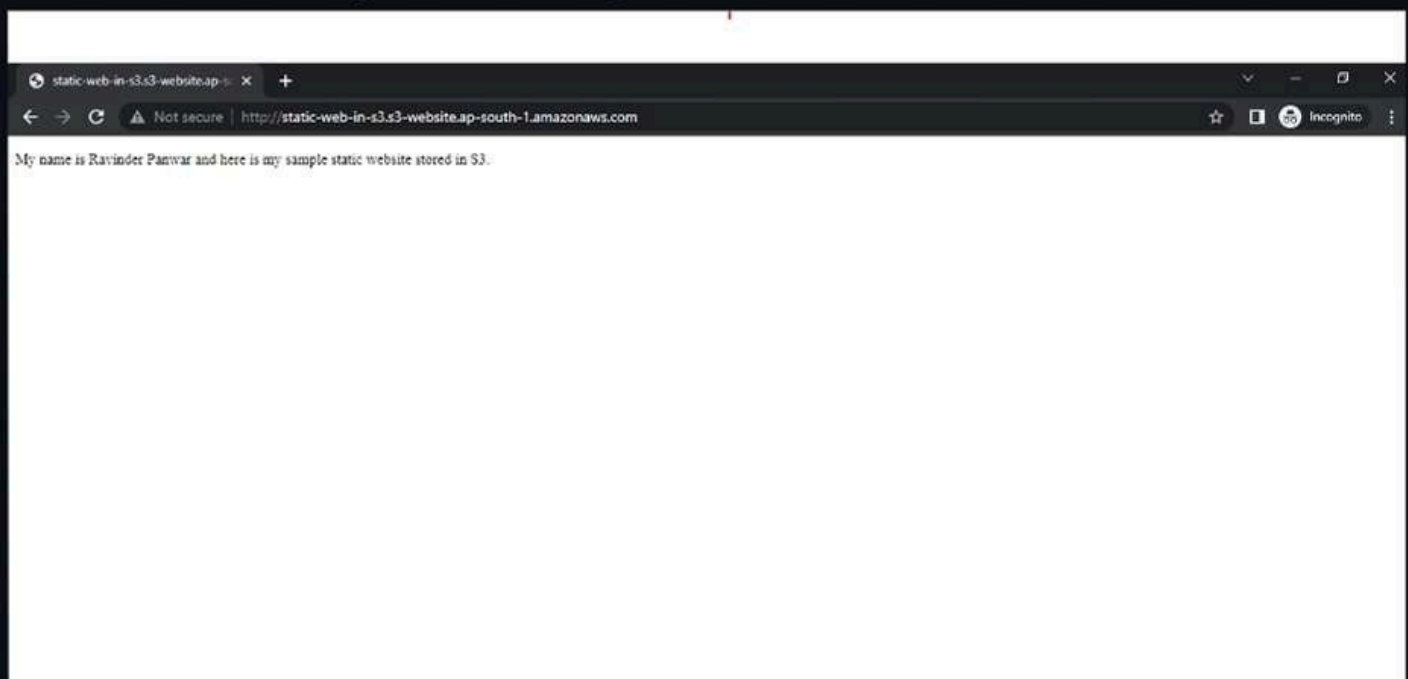 static-web-in-s3.s3-website.ap-s
Not secure | http://static-web-in-s3.s3-website.ap-south-1.amazonaws.com
Incognito
My name is Ravinder Panwar and here is my sample static website stored in S3.